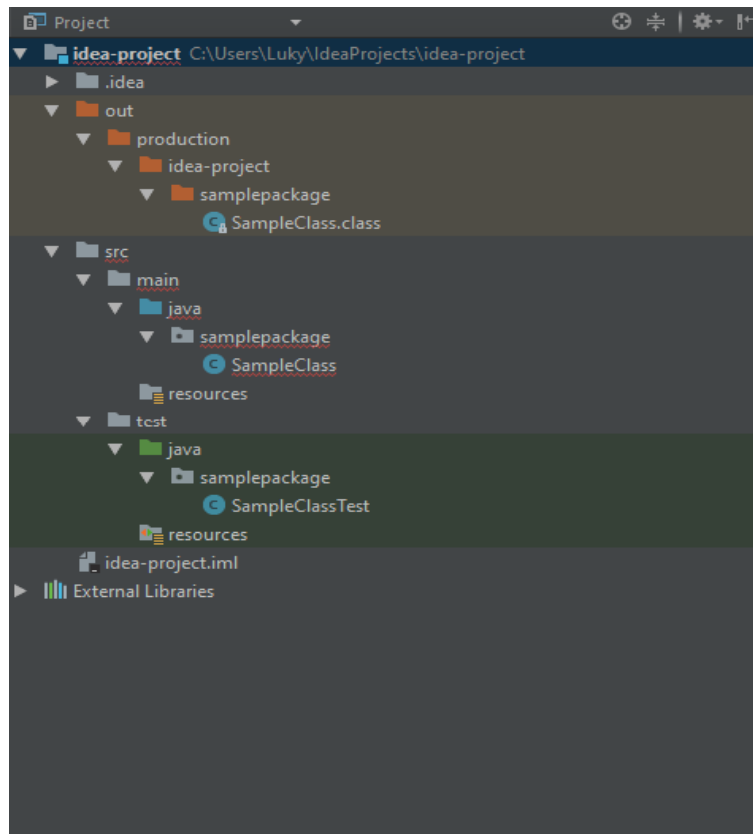 Project
idea-project C:\Users\Luky\IdeaProjects\idea-project
.idea
out
production
idea-project
samplepackage
SampleClass.class
src
main
java
samplepackage
SampleClass
resources
test
java
samplepackage
SampleClassTest
resources
idea-project.iml
External Libraries